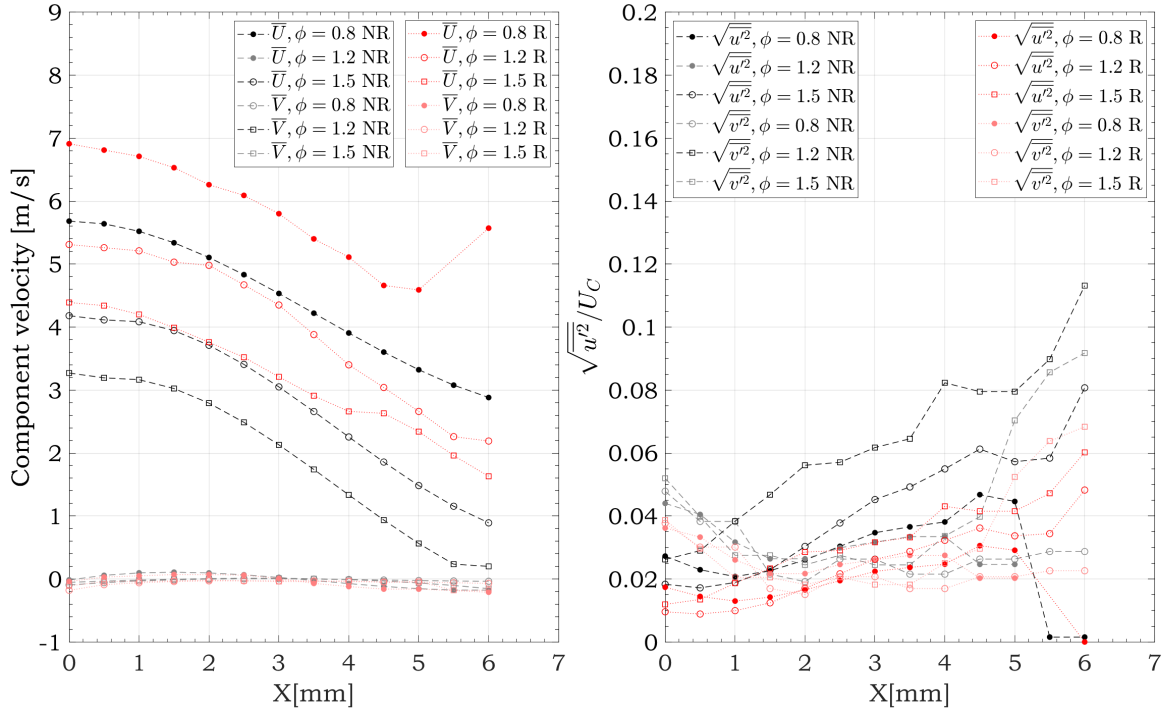 Component velocity [m/s]
9
8
7
6
5
4
3
2
1
0
-1
0 1 2 3 4 5 6 7
X[mm]
U̅, ϕ = 0.8 NR
U̅, ϕ = 1.2 NR
U̅, ϕ = 1.5 NR
V̅, ϕ = 0.8 NR
V̅, ϕ = 1.2 NR
V̅, ϕ = 1.5 NR
U̅, ϕ = 0.8 R
U̅, ϕ = 1.2 R
U̅, ϕ = 1.5 R
V̅, ϕ = 0.8 R
V̅, ϕ = 1.2 R
V̅, ϕ = 1.5 R
√u̅′²/U_C
0.2
0.18
0.16
0.14
0.12
0.1
0.08
0.06
0.04
0.02
0
0 1 2 3 4 5 6 7
X[mm]
√u̅′², ϕ = 0.8 NR
√u̅′², ϕ = 1.2 NR
√u̅′², ϕ = 1.5 NR
√v̅′², ϕ = 0.8 NR
√v̅′², ϕ = 1.2 NR
√v̅′², ϕ = 1.5 NR
√u̅′², ϕ = 0.8 R
√u̅′², ϕ = 1.2 R
√u̅′², ϕ = 1.5 R
√v̅′², ϕ = 0.8 R
√v̅′², ϕ = 1.2 R
√v̅′², ϕ = 1.5 R